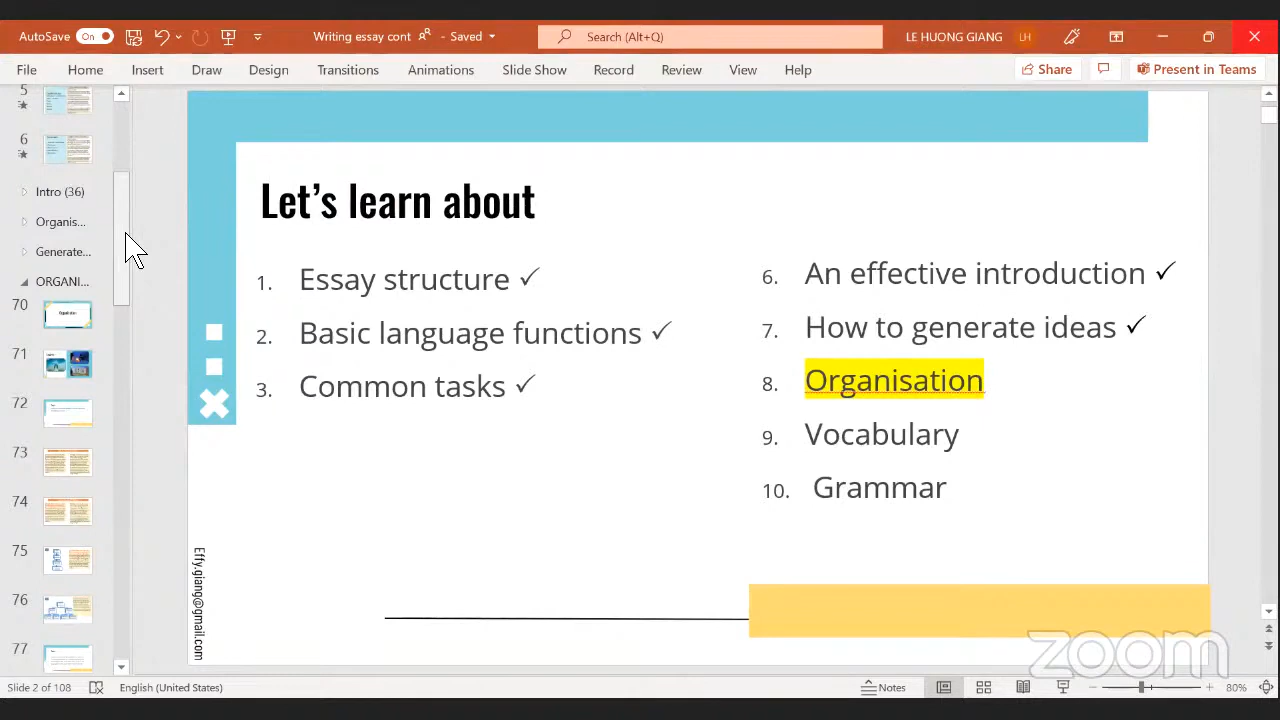 AutoSave On Writing essay cont - Saved Search (Alt+Q) LE HUONG GIANG LH
File Home Insert Draw Design Transitions Animations Slide Show Record Review View Help Share Present in Teams
5
6
Intro (36)
Organis...
Generate...
ORGANI...
70
71
72
73
74
75
76
77
Let's learn about
1. Essay structure ✓
2. Basic language functions ✓
3. Common tasks ✓
6. An effective introduction ✓
7. How to generate ideas ✓
8. Organisation
9. Vocabulary
10. Grammar
Effy.giang@gmail.com
zoom
Slide 2 of 108 English (United States) Notes 80%